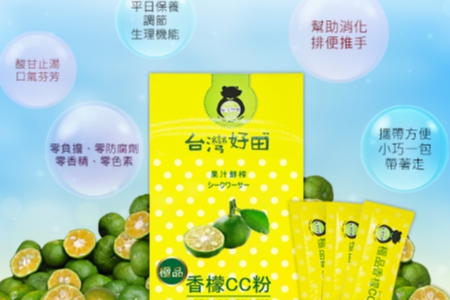 平日保養
調節
生理機能
幫助消化
排便推手
酸甘止渴
口氣芬芳
零負擔、零防腐劑
零香精、零色素
攜帶方便
小巧一包
帶著走
台灣好田
果汁鮮榨
シークワーサー
極品
香檬CC粉